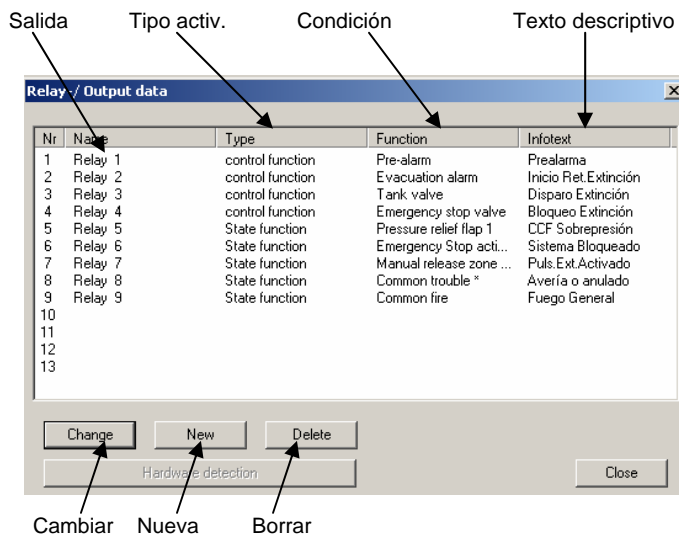 Salida Tipo activ. Condición Texto descriptivo
Relay-/ Output data
Nr Name Type Function Infotext
1 Relay 1 control function Pre-alarm Prealarma
2 Relay 2 control function Evacuation alarm Inicio Ret.Extinción
3 Relay 3 control function Tank valve Disparo Extinción
4 Relay 4 control function Emergency stop valve Bloqueo Extinción
5 Relay 5 State function Pressure relief flap 1 CCF Sobrepresión
6 Relay 6 State function Emergency Stop acti... Sistema Bloqueado
7 Relay 7 State function Manual release zone ... Puls.Ext.Activado
8 Relay 8 State function Common trouble * Avería o anulado
9 Relay 9 State function Common fire Fuego General
10
11
12
13
Change New Delete
Hardware detection Close
Cambiar Nueva Borrar